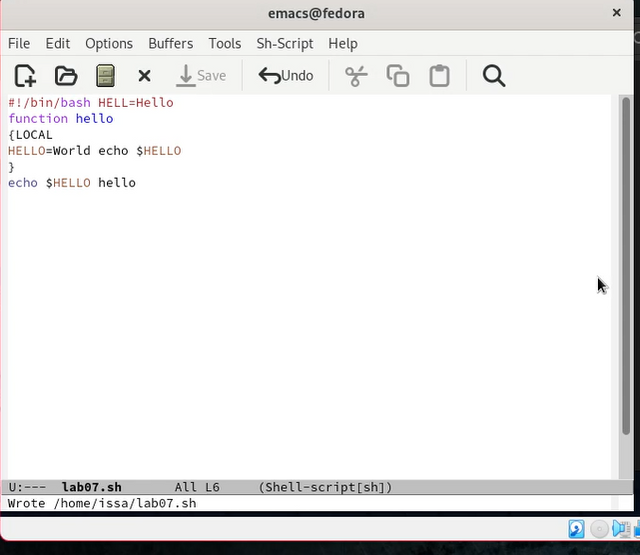 emacs@fedora
File Edit Options Buffers Tools Sh-Script Help
Save Undo
#!/bin/bash HELL=Hello
function hello
{LOCAL
HELLO=World echo $HELLO
}
echo $HELLO hello
U:--- lab07.sh All L6 (Shell-script[sh])
Wrote /home/issa/lab07.sh